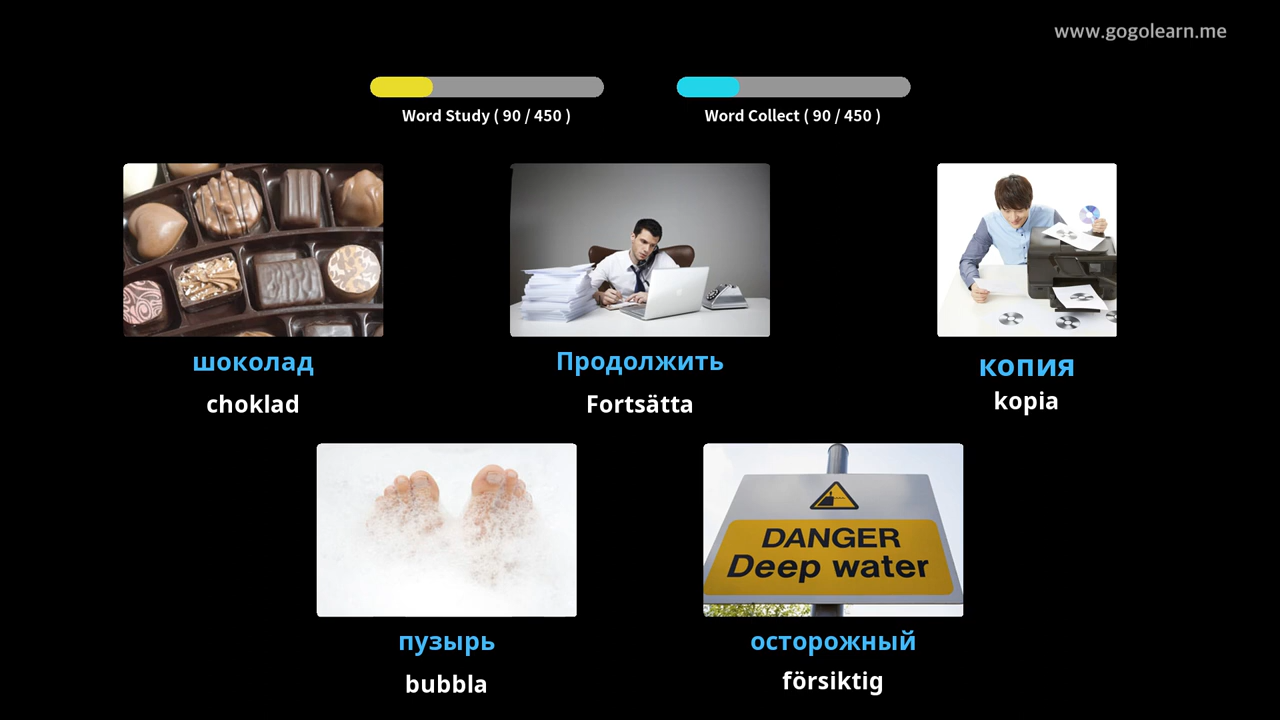 www.gogolearn.me
Word Study ( 90 / 450 )
Word Collect ( 90 / 450 )
шоколад
choklad
Продолжить
Fortsätta
копия
kopia
DANGER
Deep water
пузырь
bubbla
осторожный
försiktig